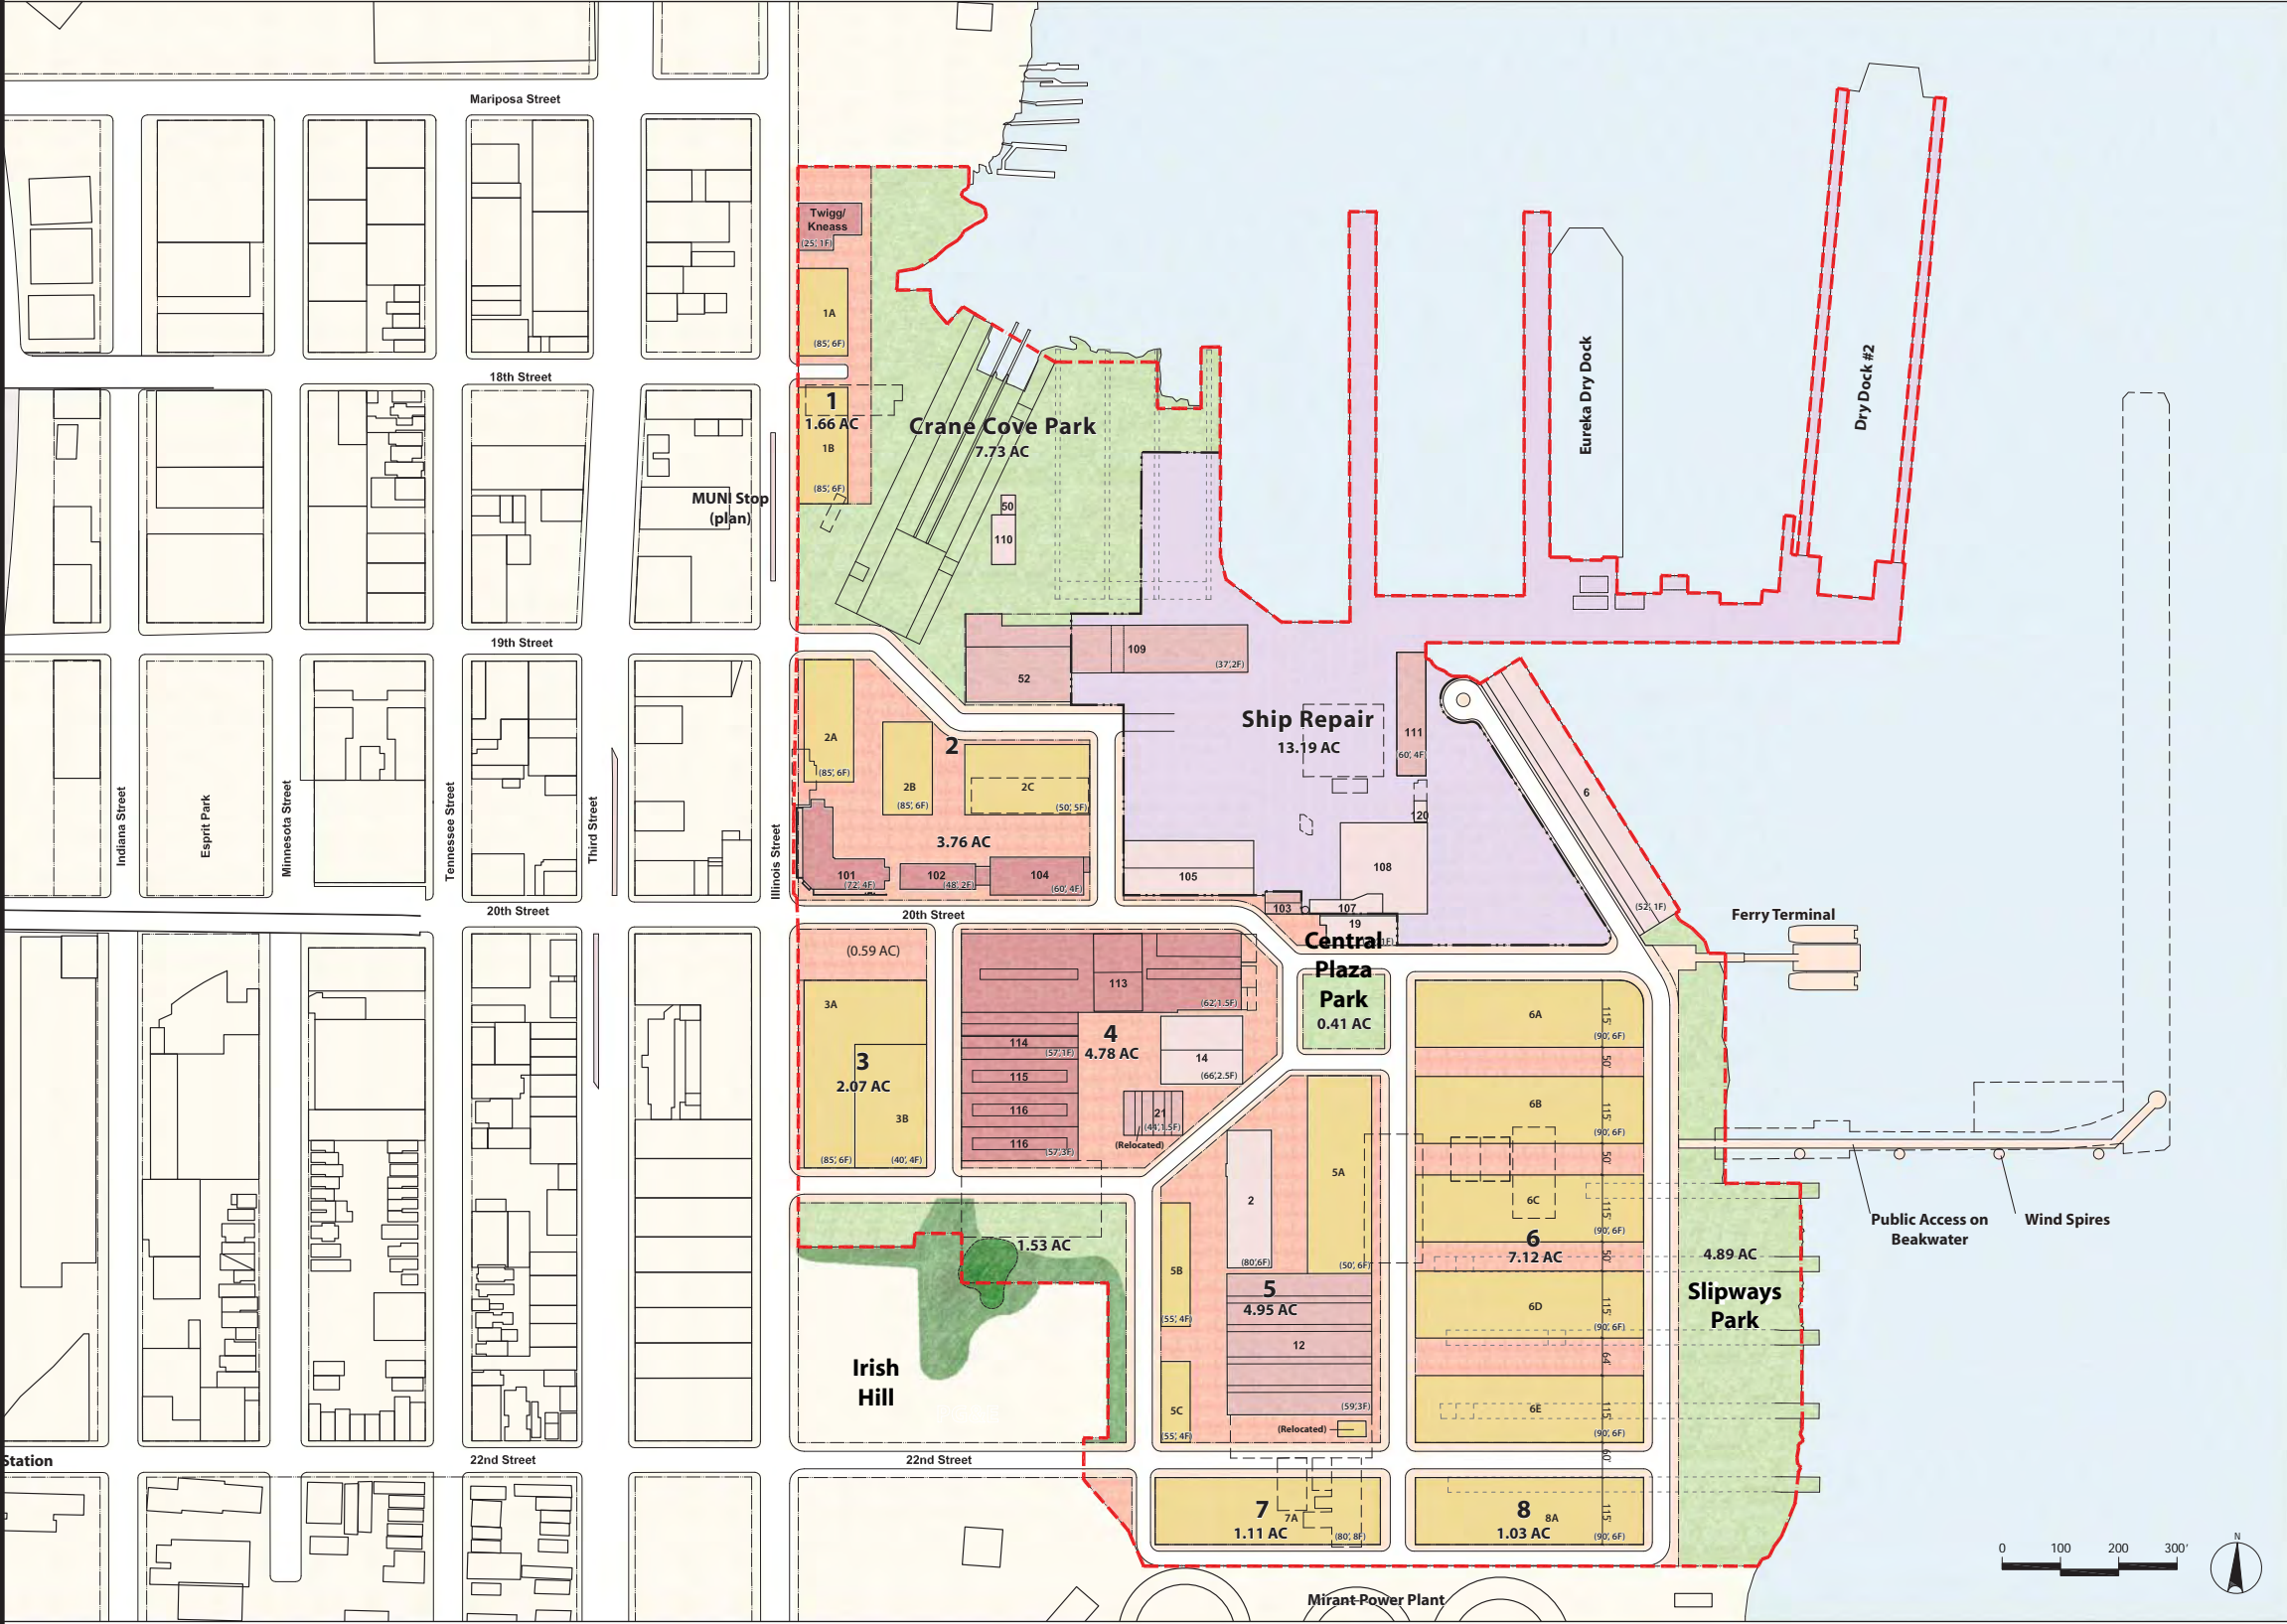 Mariposa Street
Twigg/
Kneass
(25', 1F)
1A
(85', 6F)
18th Street
1
1.66 AC
1B
(85', 6F)
Crane Cove Park
7.73 AC
MUNI Stop
(plan)
50
110
Eureka Dry Dock
Dry Dock #2
19th Street
109
(37',2F)
52
Ship Repair
13.19 AC
111
60', 4F
6
(52', 1F)
120
108
105
103
107
19
2A
(85', 6F)
2
2B
(85', 6F)
2C
(50', 5F)
3.76 AC
101
(72', 4F)
102
(48', 2F)
104
(60', 4F)
Indiana Street
Esprit Park
Minnesota Street
Tennessee Street
Third Street
Illinois Street
20th Street
20th Street
Ferry Terminal
(0.59 AC)
3A
3
2.07 AC
3B
(85', 6F)
(40', 4F)
113
(62',1.5F)
4
4.78 AC
114
(57',1F)
115
116
116
(57',3F)
14
(66',2.5F)
21
(44',1.5F)
(Relocated)
Central
Plaza
Park
0.41 AC
6A
115'
(90', 6F)
50'
6B
115'
(90', 6F)
50'
6C
115'
(90', 6F)
6
7.12 AC
50'
6D
115'
(90', 6F)
64'
6E
115'
(90', 6F)
60'
5A
(50', 6F)
2
(80',6F)
5B
(55', 4F)
5
4.95 AC
12
(59',3F)
5C
(55', 4F)
(Relocated)
1.53 AC
Irish
Hill
4.89 AC
Slipways
Park
Public Access on
Beakwater
Wind Spires
Station
22nd Street
22nd Street
7
7A
1.11 AC
(80', 8F)
8
8A
1.03 AC
115'
(90', 6F)
Mirant Power Plant
0 100 200 300'
N